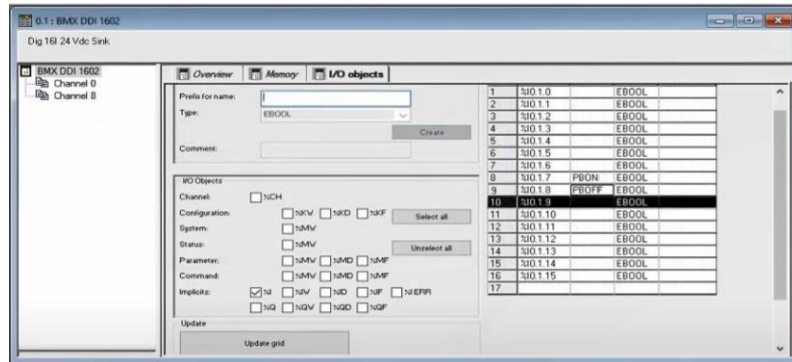 0.1 : BMX DDI 1602
Dig 16I 24 Vdc Sink
BMX DDI 1602
Channel 0
Channel 8
Overview Memory I/O objects
Prefix for name:
Type: EBOOL
Create
Comment:
I/O Objects
Channel: %CH
Configuration: %KW %KD %KF Select all
System: %MW
Status: %MW Unselect all
Parameter: %MW %MD %MF
Command: %MW %MD %MF
Implicits: %I %IW %ID %IF %IERR
%Q %QW %QD %QF
Update
Update grid
1 %I0.1.0 EBOOL
2 %I0.1.1 EBOOL
3 %I0.1.2 EBOOL
4 %I0.1.3 EBOOL
5 %I0.1.4 EBOOL
6 %I0.1.5 EBOOL
7 %I0.1.6 EBOOL
8 %I0.1.7 PBON EBOOL
9 %I0.1.8 PBOFF EBOOL
10 %I0.1.9 EBOOL
11 %I0.1.10 EBOOL
12 %I0.1.11 EBOOL
13 %I0.1.12 EBOOL
14 %I0.1.13 EBOOL
15 %I0.1.14 EBOOL
16 %I0.1.15 EBOOL
17